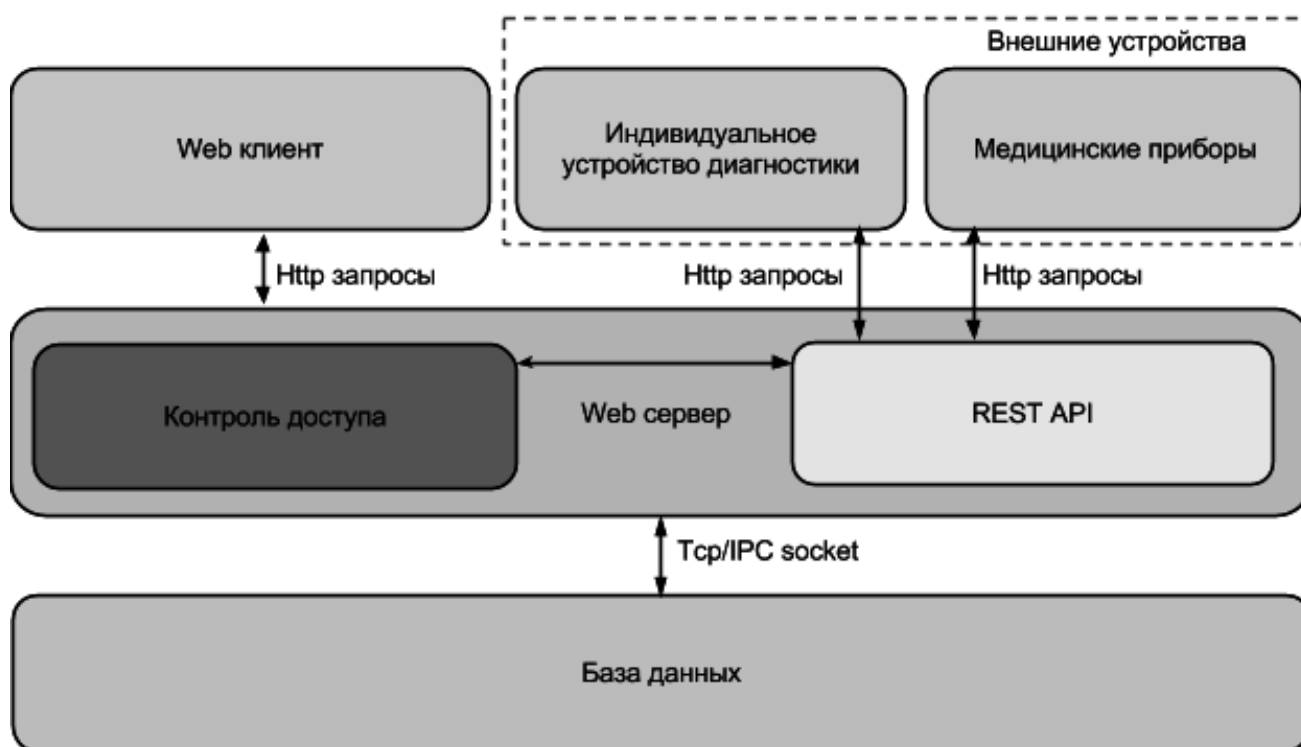 Внешние устройства
Web клиент
Индивидуальное
устройство диагностики
Медицинские приборы
Http запросы
Http запросы
Http запросы
Контроль доступа
Web сервер
REST API
Tcp/IPC socket
База данных